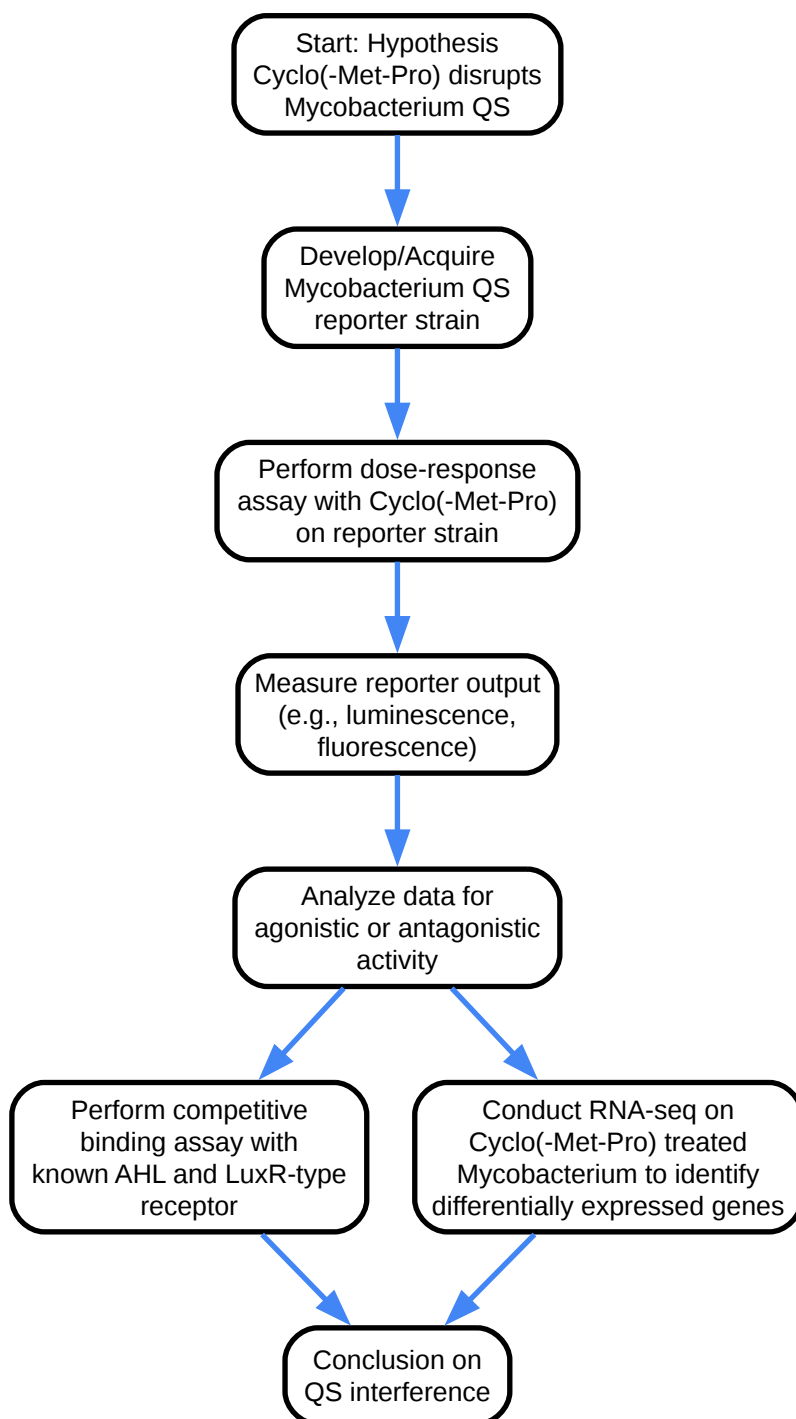 Start: Hypothesis
Cyclo(-Met-Pro) disrupts
Mycobacterium QS
Develop/Acquire
Mycobacterium QS
reporter strain
Perform dose-response
assay with Cyclo(-Met-Pro)
on reporter strain
Measure reporter output
(e.g., luminescence,
fluorescence)
Analyze data for
agonistic or antagonistic
activity
Perform competitive
binding assay with
known AHL and LuxR-type
receptor
Conduct RNA-seq on
Cyclo(-Met-Pro) treated
Mycobacterium to identify
differentially expressed genes
Conclusion on
QS interference